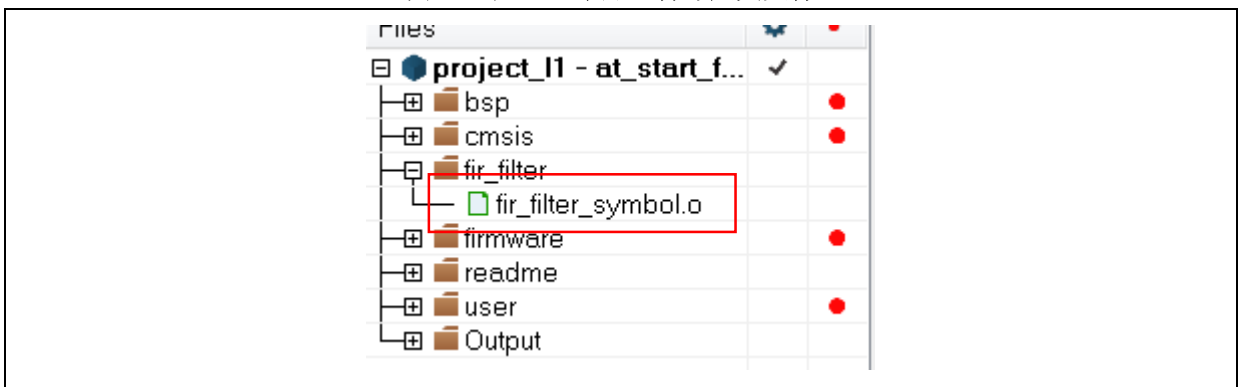 Files
project_l1 - at_start_f...
bsp
cmsis
fir_filter
fir_filter_symbol.o
firmware
readme
user
Output